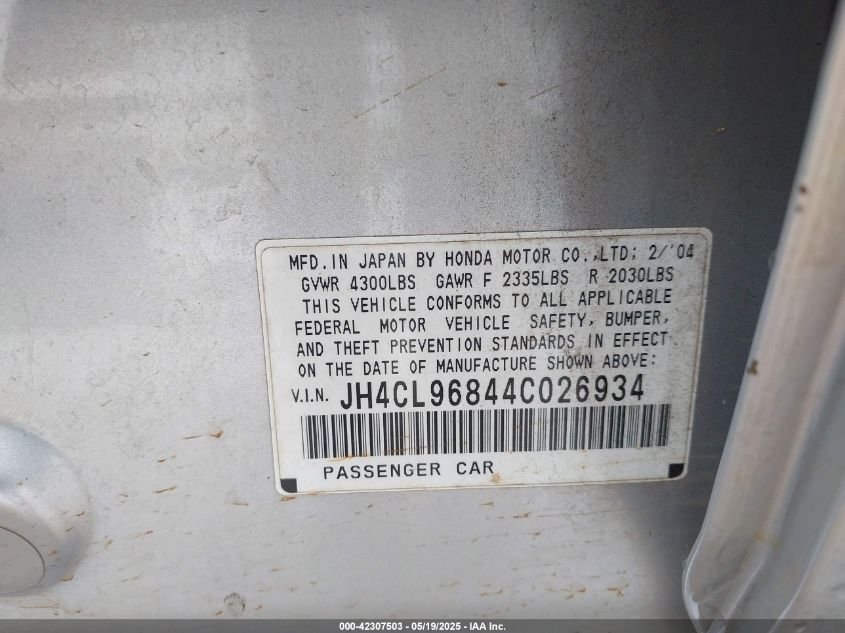 MFD. IN JAPAN BY HONDA MOTOR CO., LTD; 2/'04
GVWR 4300LBS GAWR F 2335LBS R 2030LBS
THIS VEHICLE CONFORMS TO ALL APPLICABLE
FEDERAL MOTOR VEHICLE SAFETY, BUMPER,
AND THEFT PREVENTION STANDARDS IN EFFECT
ON THE DATE OF MANUFACTURE SHOWN ABOVE:
V.I.N. JH4CL96844C026934
PASSENGER CAR
000-42307503 - 05/19/2025 - IAA Inc.